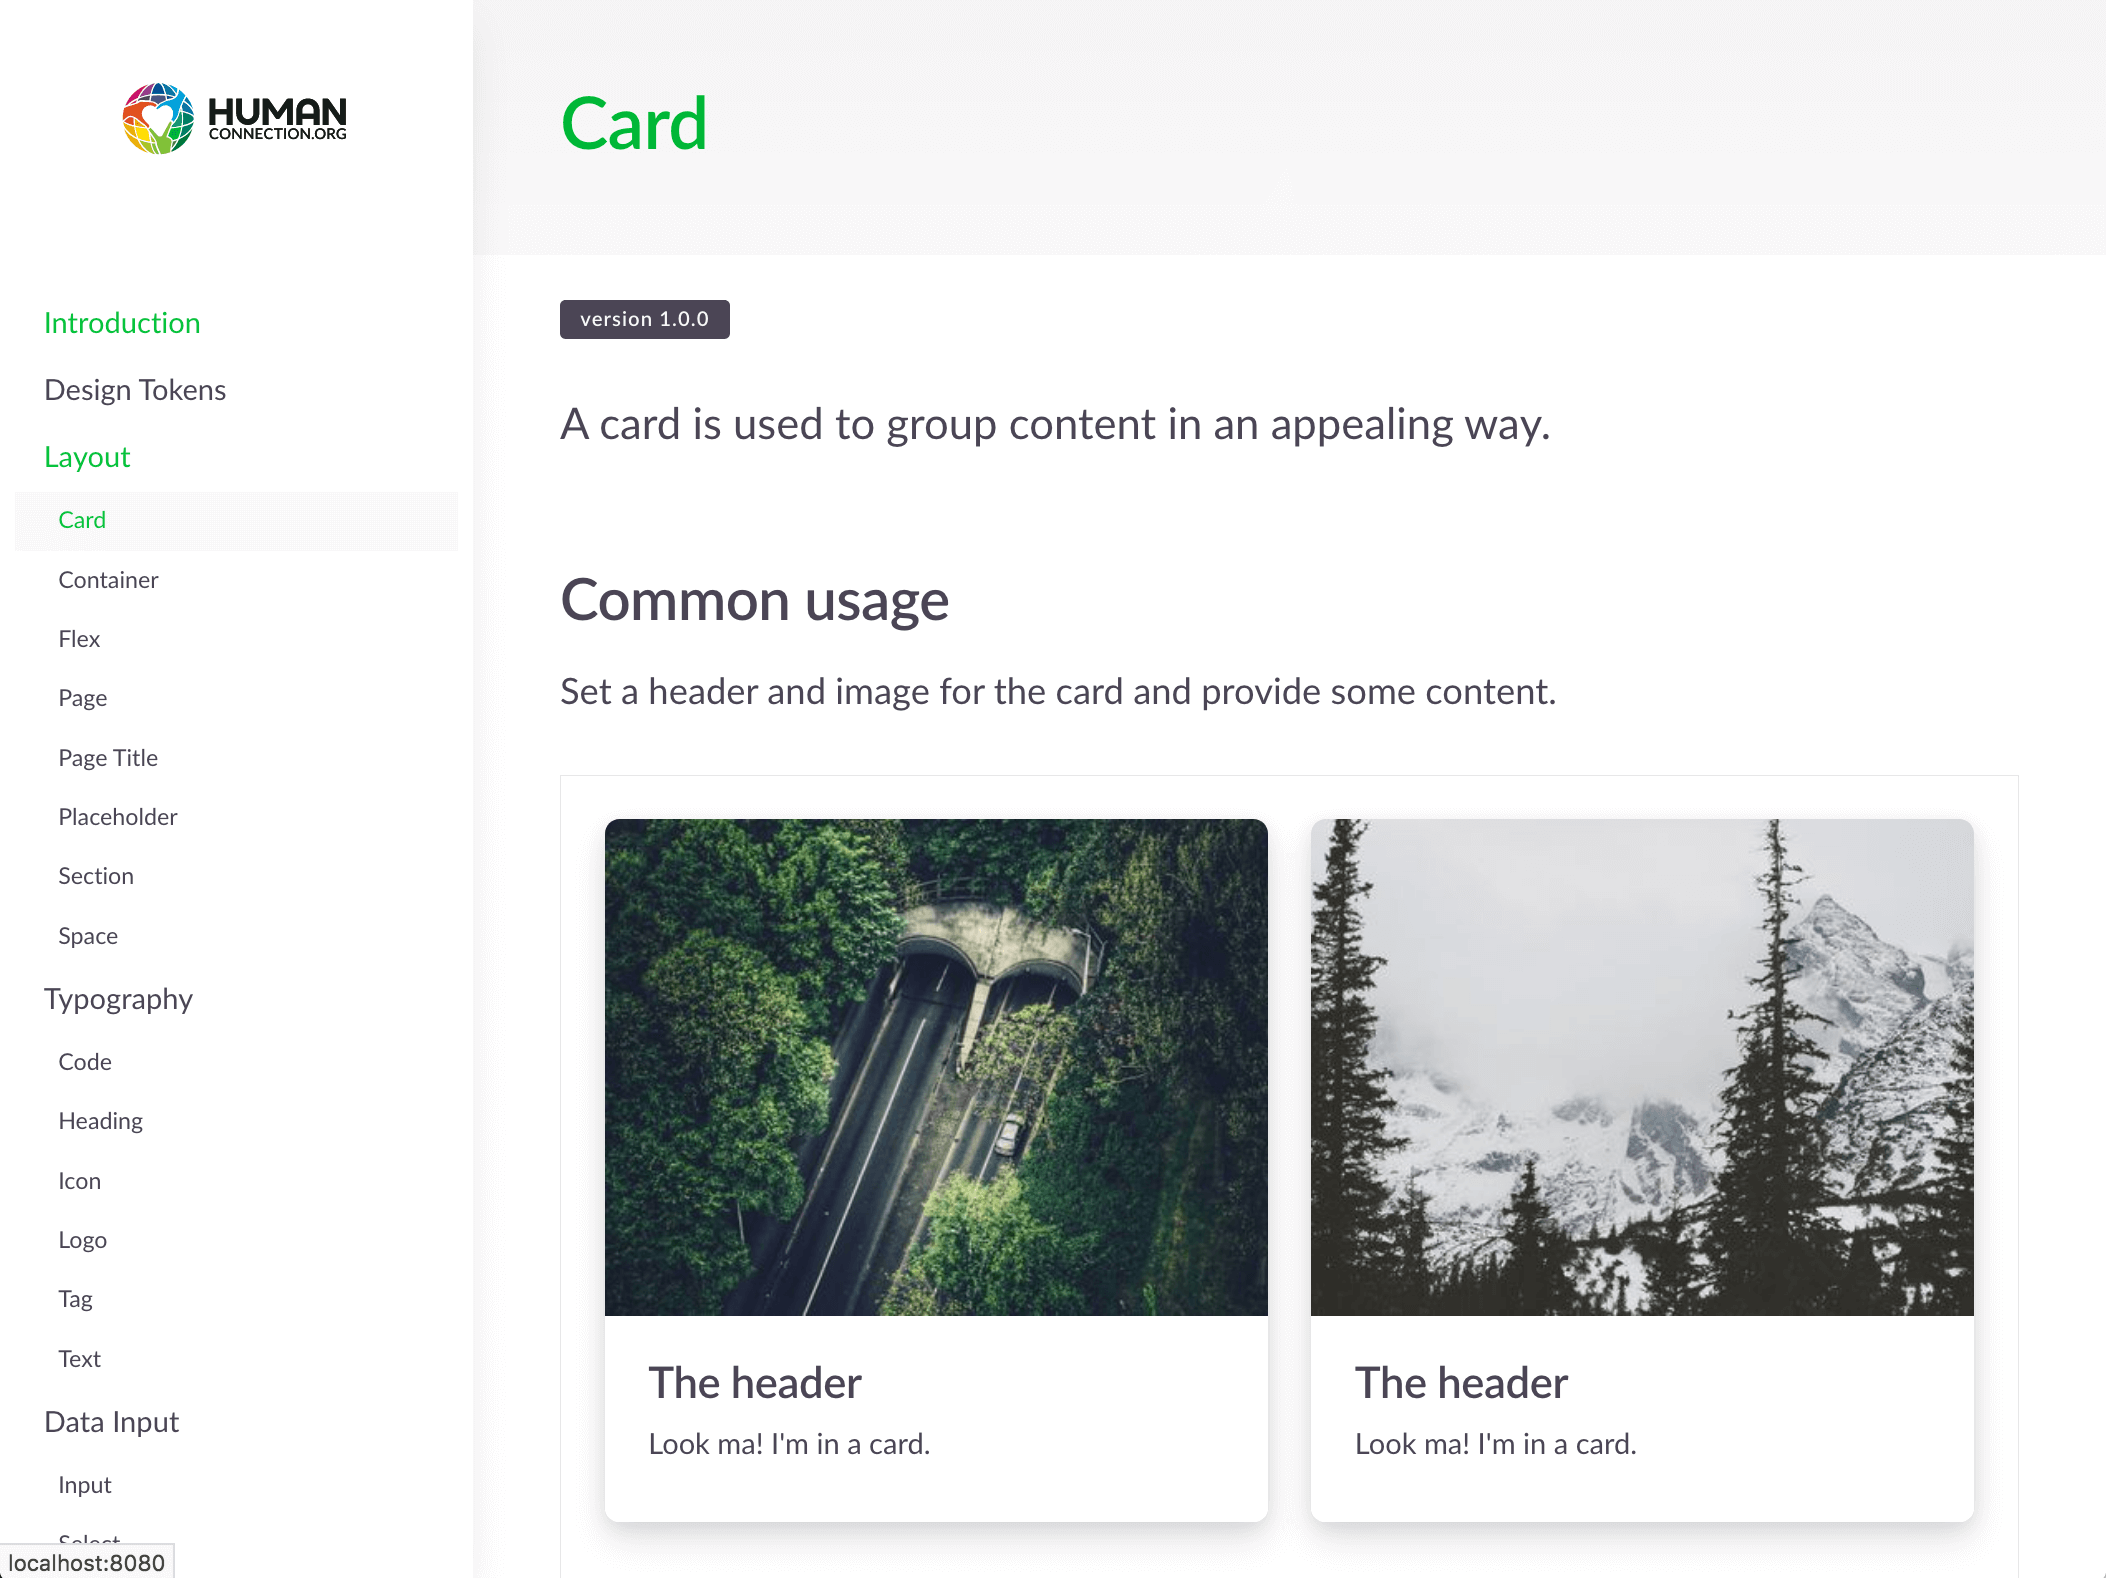 HUMAN
CONNECTION.ORG
Introduction
Design Tokens
Layout
Card
Container
Flex
Page
Page Title
Placeholder
Section
Space
Typography
Code
Heading
Icon
Logo
Tag
Text
Data Input
Input
Select
localhost:8080
Card
version 1.0.0
A card is used to group content in an appealing way.
Common usage
Set a header and image for the card and provide some content.
The header
Look ma! I'm in a card.
The header
Look ma! I'm in a card.